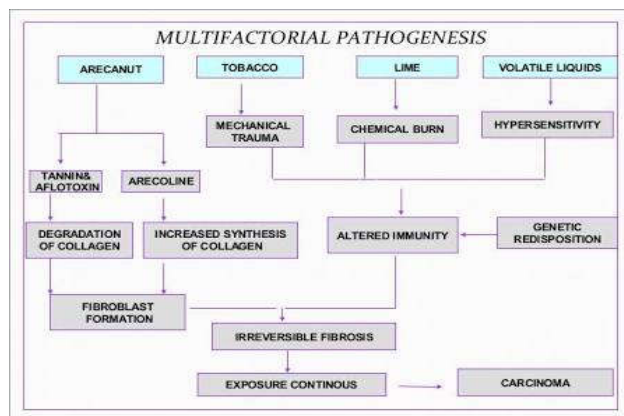 MULTIFACTORIAL PATHOGENESIS
ARECANUT
TOBACCO
LIME
VOLATILE LIQUIDS
MECHANICAL
TRAUMA
CHEMICAL BURN
HYPERSENSITIVITY
TANNIN&
AFLOTOXIN
ARECOLINE
DEGRADATION
OF COLLAGEN
INCREASED SYNTHESIS
OF COLLAGEN
ALTERED IMMUNITY
GENETIC
REDISPOSITION
FIBROBLAST
FORMATION
IRREVERSIBLE FIBROSIS
EXPOSURE CONTINOUS
CARCINOMA